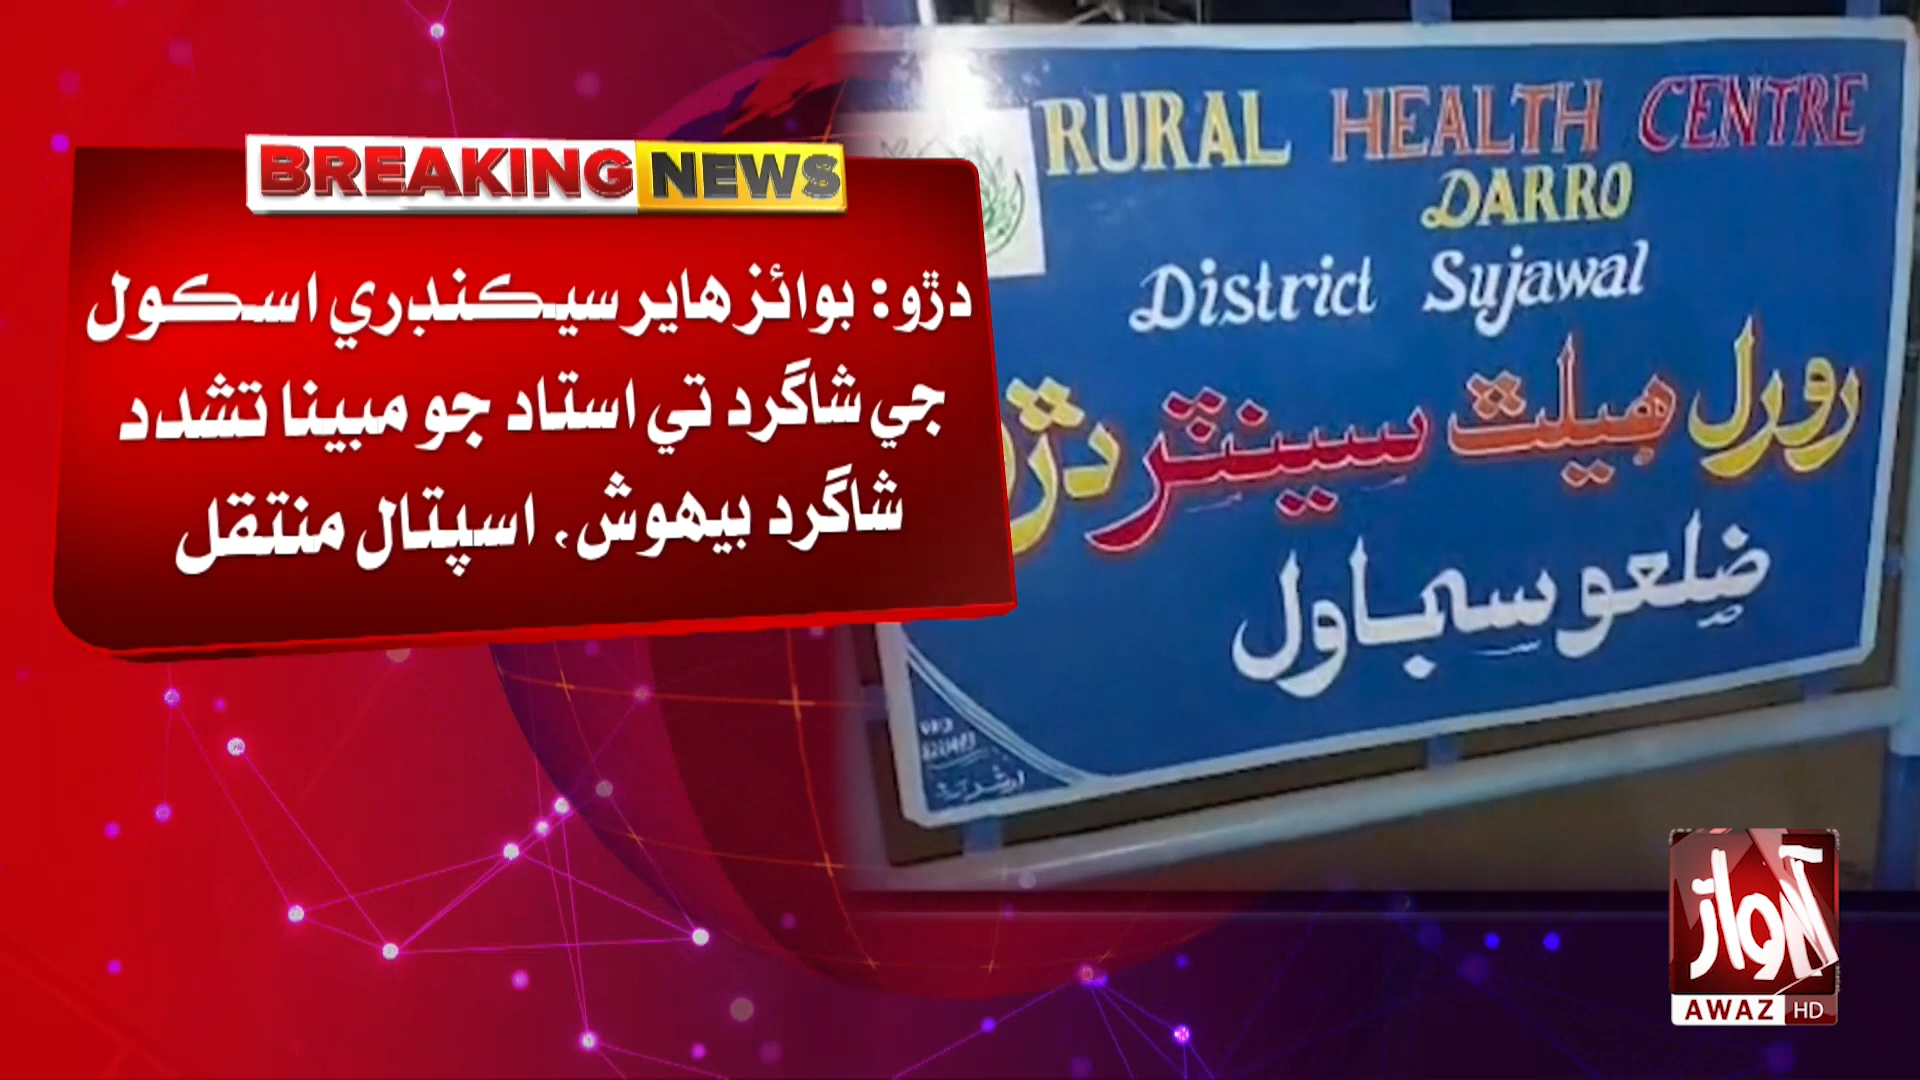 BREAKING NEWS
دڙو: بوائز هاير سيڪنڊري اسڪول
جي شاگرد تي استاد جو مبينا تشدد
شاگرد بيهوش، اسپتال منتقل
RURAL HEALTH CENTRE
DARRO
District Sujawal
رورل هيلٿ سينٽر دڙو
ضلعو سجاول
آواز
AWAZ HD